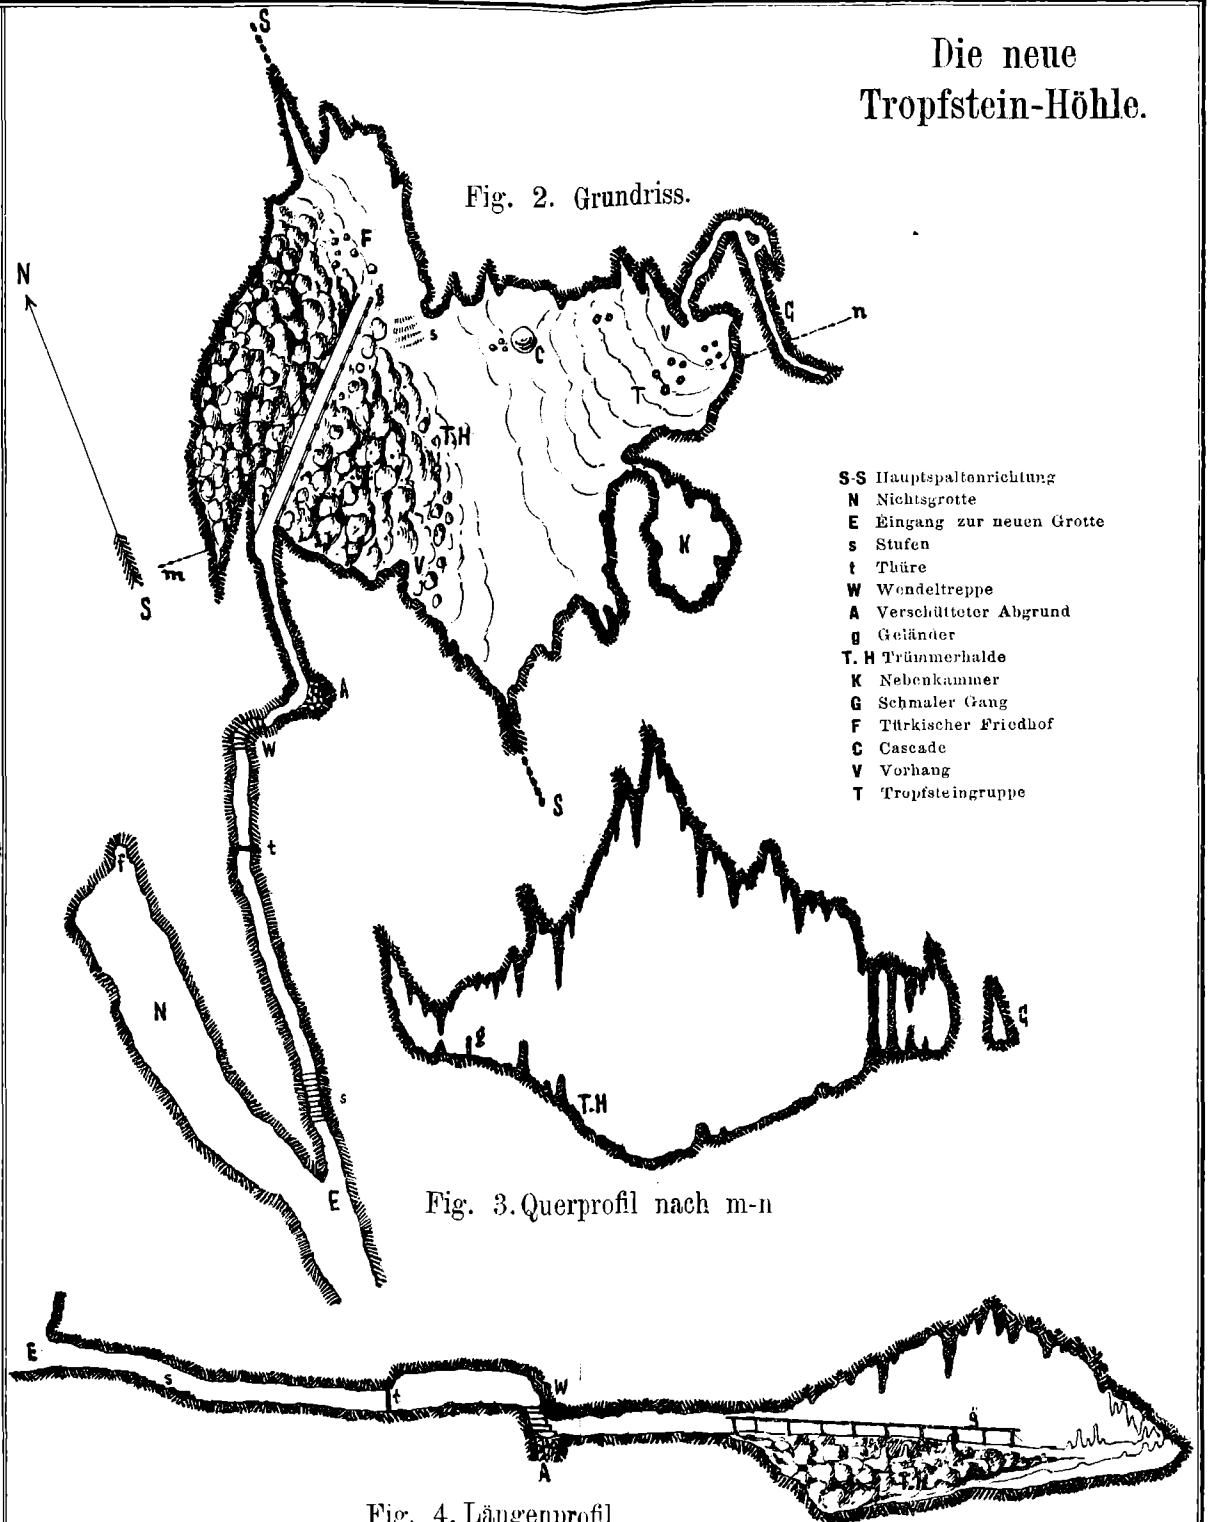 Die neue
Tropfstein-Höhle.
S
Fig. 2. Grundriss.
F
N
g
G
n
s
V
C
T
T.H
S-S Hauptspaltenrichtung
N Nichtsgrotte
E Eingang zur neuen Grotte
s Stufen
t Thüre
W Wendeltreppe
A Verschütteter Abgrund
g Geländer
T. H Trümmerhalde
K Nebenkammer
G Schmaler Gang
F Türkischer Friedhof
C Cascade
V Vorhang
T Tropfsteingruppe
K
V
m
S
A
W
S
t
f
N
g
G
s
T.H
E
Fig. 3. Querprofil nach m-n
E
s
t
W
g
T.H
A
Fig. 4. Längenprofil